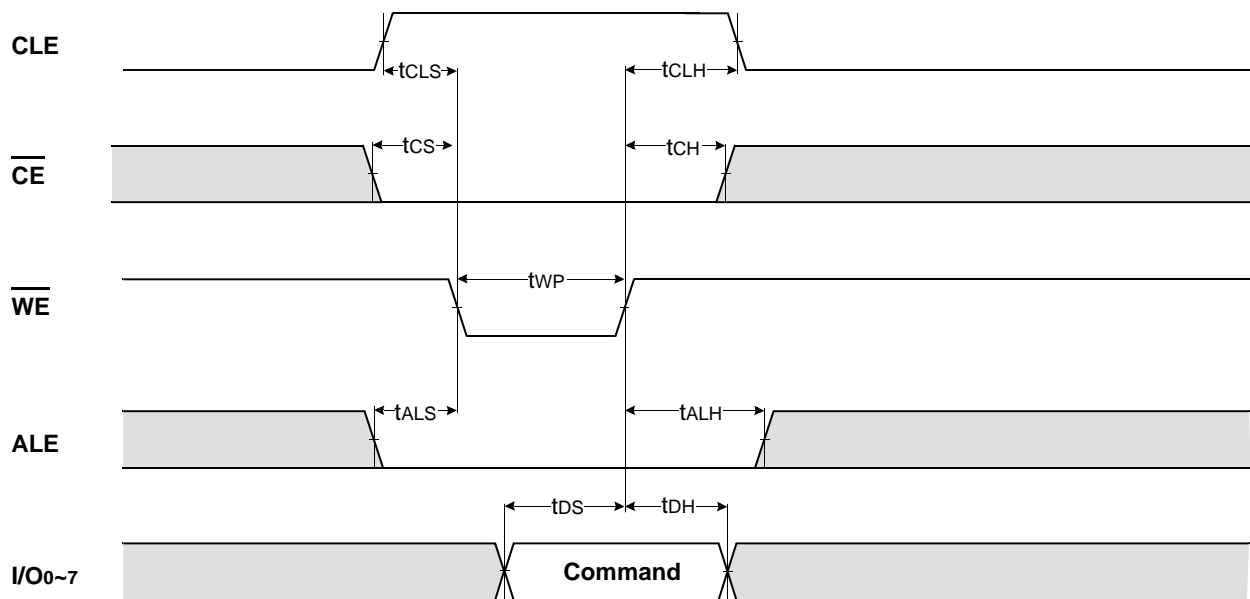 CLE
tCLS
tCLH
CE
tCS
tCH
WE
tWP
ALE
tALS
tALH
tDS
tDH
I/O0~7
Command